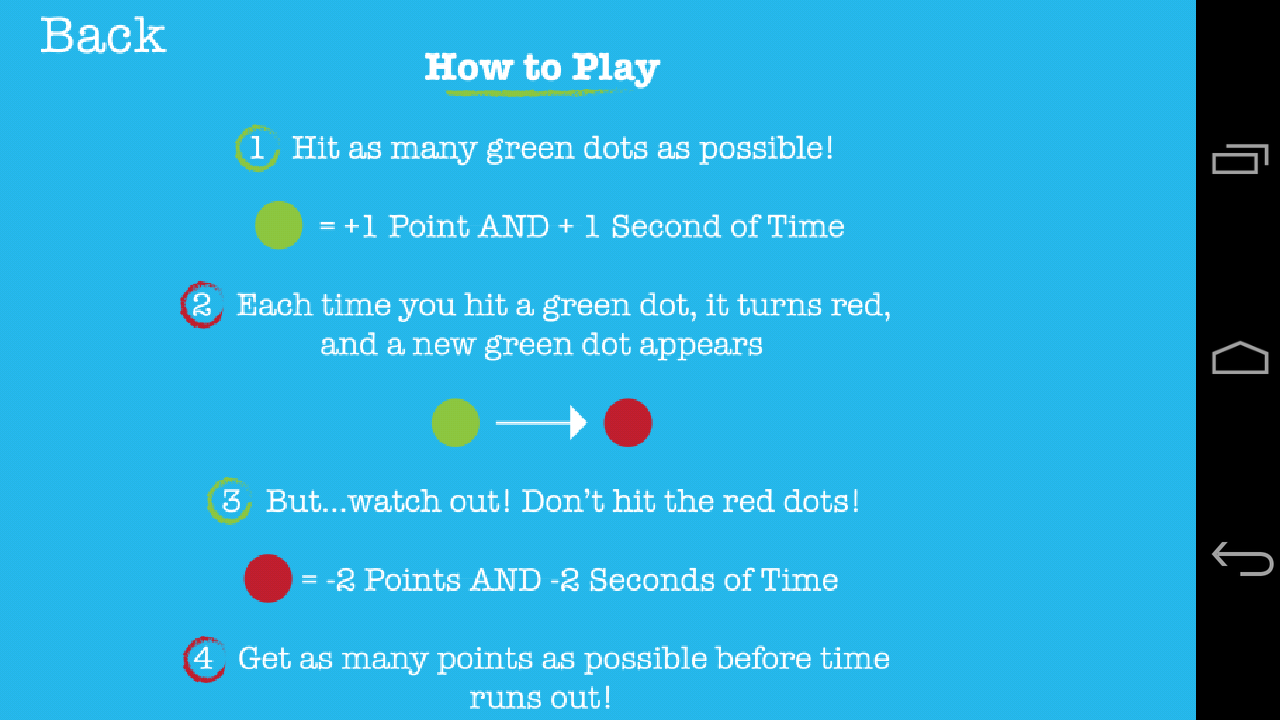 Back
How to Play
1 Hit as many green dots as possible!
= +1 Point AND + 1 Second of Time
2 Each time you hit a green dot, it turns red,
and a new green dot appears
3 But...watch out! Don't hit the red dots!
= -2 Points AND -2 Seconds of Time
4 Get as many points as possible before time
runs out!